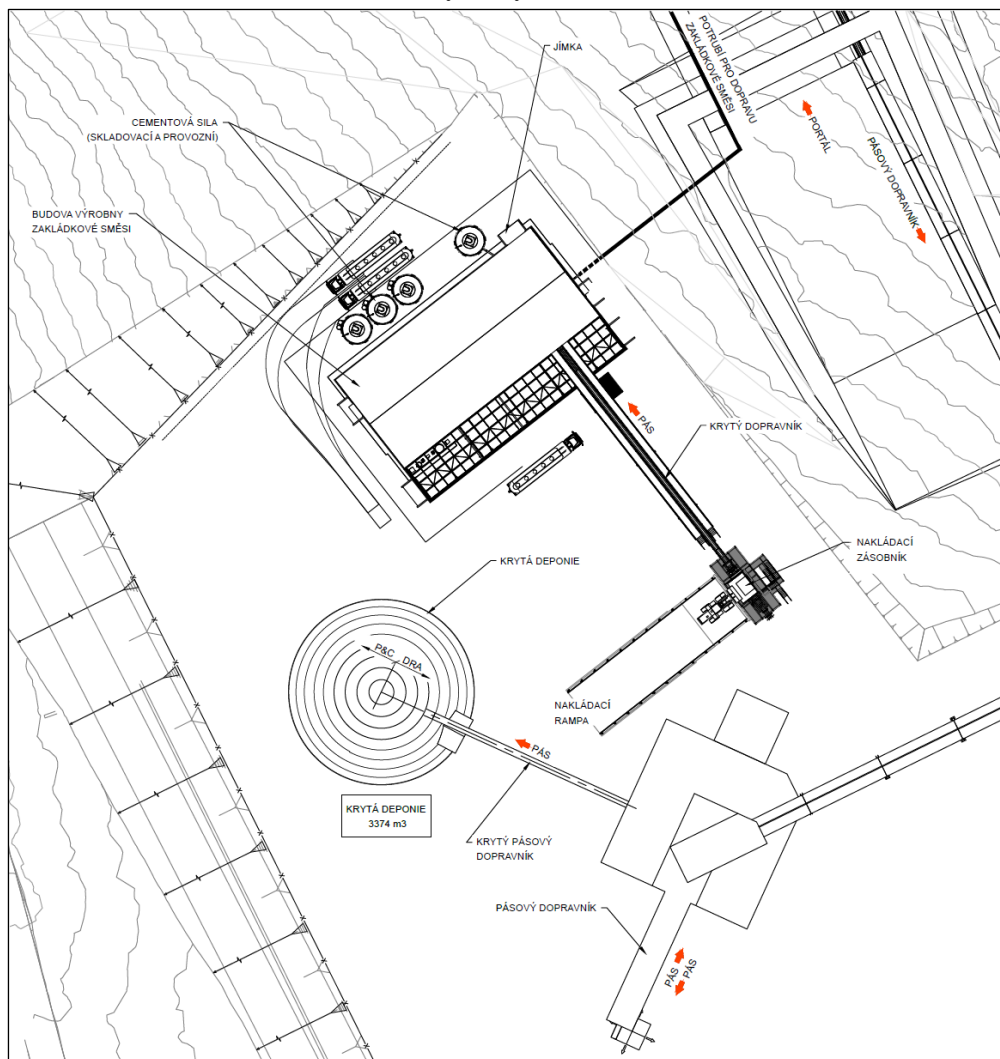 JÍMKA
POTRUBÍ PRO DOPRAVU
ZAKLÁDKOVÉ SMĚSI
CEMENTOVÁ SILA
(SKLADOVACÍ A PROVOZNÍ)
PORTÁL
PÁSOVÝ DOPRAVNÍK
BUDOVA VÝROBNY
ZAKLÁDKOVÉ SMĚSI
PÁS
KRYTÝ DOPRAVNÍK
NAKLÁDACÍ
ZÁSOBNÍK
KRYTÁ DEPONIE
P&C DRA
NAKLÁDACÍ
RAMPA
PÁS
KRYTÁ DEPONIE
3374 m3
KRYTÝ PÁSOVÝ
DOPRAVNÍK
PÁSOVÝ DOPRAVNÍK
PÁS
PÁS